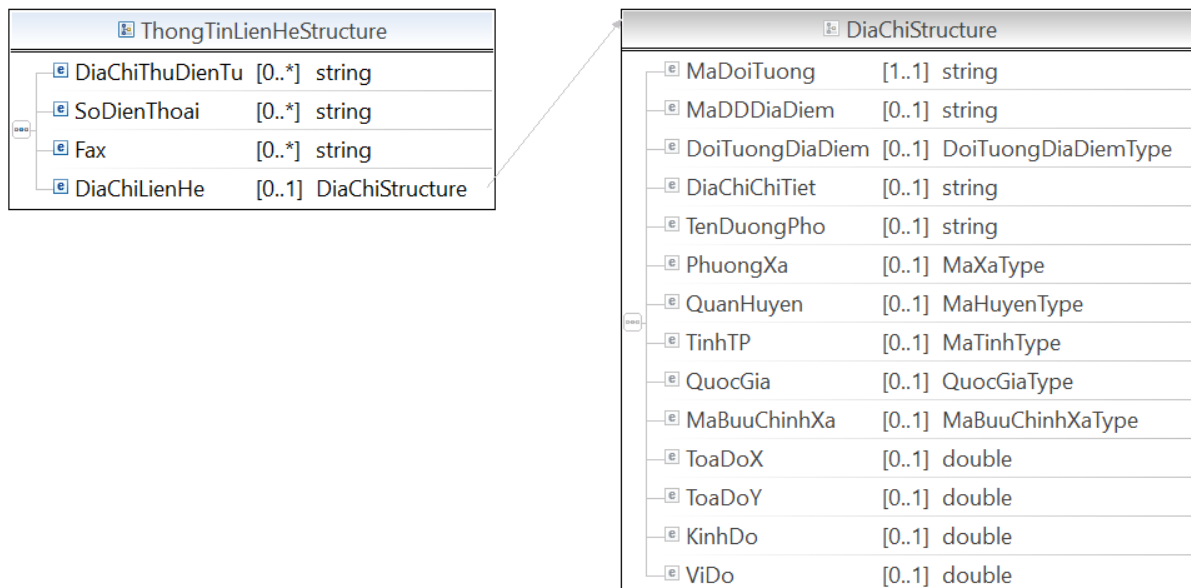 ThongTinLienHeStructure
DiaChiThuDienTu [0..*] string
SoDienThoai [0..*] string
Fax [0..*] string
DiaChiLienHe [0..1] DiaChiStructure
DiaChiStructure
MaDoiTuong [1..1] string
MaDDDiaDiem [0..1] string
DoiTuongDiaDiem [0..1] DoiTuongDiaDiemType
DiaChiChiTiet [0..1] string
TenDuongPho [0..1] string
PhuongXa [0..1] MaXaType
QuanHuyen [0..1] MaHuyenType
TinhTP [0..1] MaTinhType
QuocGia [0..1] QuocGiaType
MaBuuChinhXa [0..1] MaBuuChinhXaType
ToaDoX [0..1] double
ToaDoY [0..1] double
KinhDo [0..1] double
ViDo [0..1] double